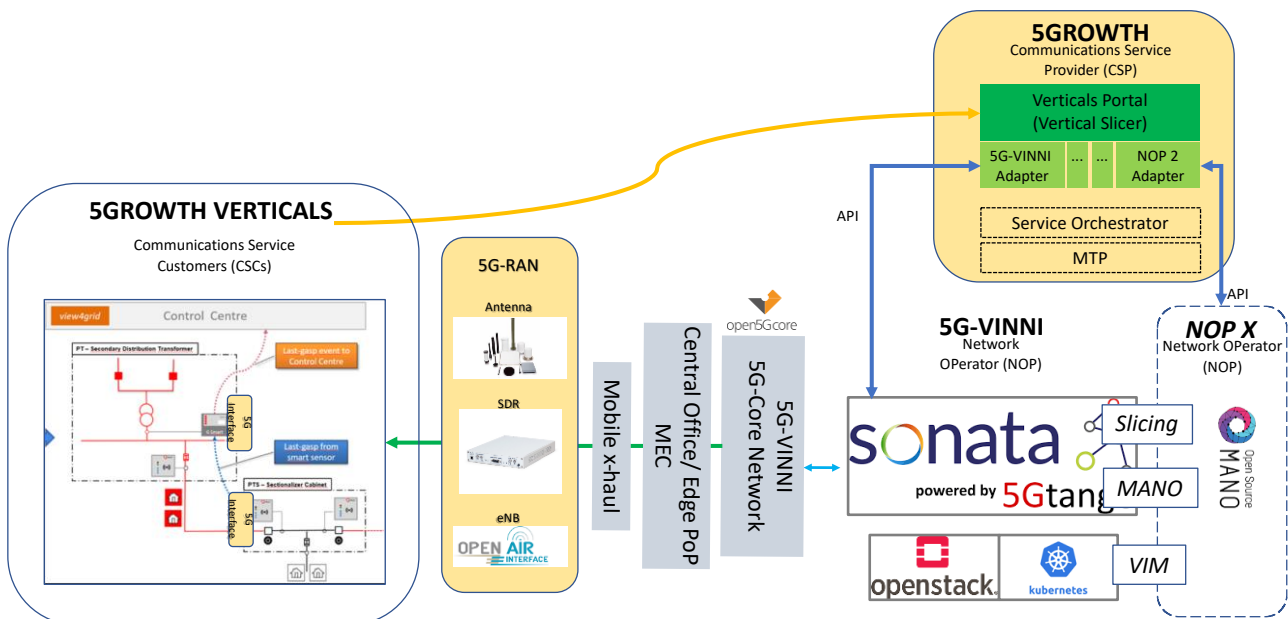 5GROWTH
Communications Service
Provider (CSP)
Verticals Portal
(Vertical Slicer)
5G-VINNI
Adapter
...
...
NOP 2
Adapter
Service Orchestrator
MTP
API
API
5GROWTH VERTICALS
Communications Service
Customers (CSCs)
view4grid
Control Centre
PT – Secondary Distribution Transformer
Last-gasp event to
Control Centre
5G
Interface
Last-gasp from
smart sensor
PTS – Sectionalizer Cabinet
5G
Interface
5G-RAN
Antenna
SDR
eNB
OPEN AIR
INTERFACE
Mobile x-haul
Central Office/ Edge PoP
MEC
open5Gcore
5G-VINNI
5G-Core Network
5G-VINNI
Network
OPerator (NOP)
sonata
powered by 5Gtang
Slicing
MANO
openstack.
kubernetes
VIM
NOP X
Network OPerator
(NOP)
Open Source
MANO